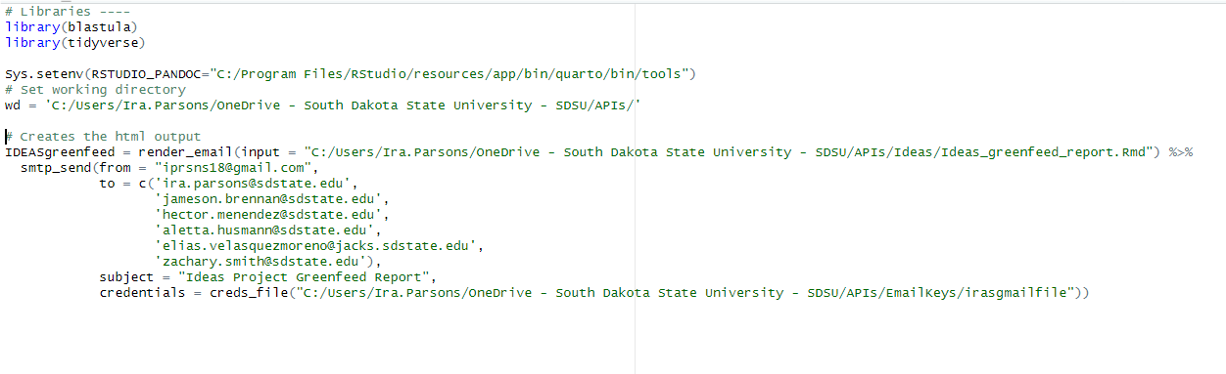 # Libraries ----
library(blastula)
library(tidyverse)
Sys.setenv(RSTUDIO_PANDOC="C:/Program Files/RStudio/resources/app/bin/quarto/bin/tools")
# Set working directory
wd = 'C:/Users/Ira.Parsons/OneDrive - South Dakota State University - SDSU/APIs/'
# Creates the html output
IDEASgreenfeed = render_email(input = "C:/Users/Ira.Parsons/OneDrive - South Dakota State University - SDSU/APIs/Ideas/Ideas_greenfeed_report.Rmd") %>%
smtp_send(from = "iprsns18@gmail.com",
to = c('ira.parsons@sdstate.edu',
'jameson.brennan@sdstate.edu',
'hector.menendez@sdstate.edu',
'aletta.husmann@sdstate.edu',
'elias.velasquezmoreno@jacks.sdstate.edu',
'zachary.smith@sdstate.edu'),
subject = "Ideas Project Greenfeed Report",
credentials = creds_file("C:/Users/Ira.Parsons/OneDrive - South Dakota State University - SDSU/APIs/EmailKeys/irasgmailfile"))